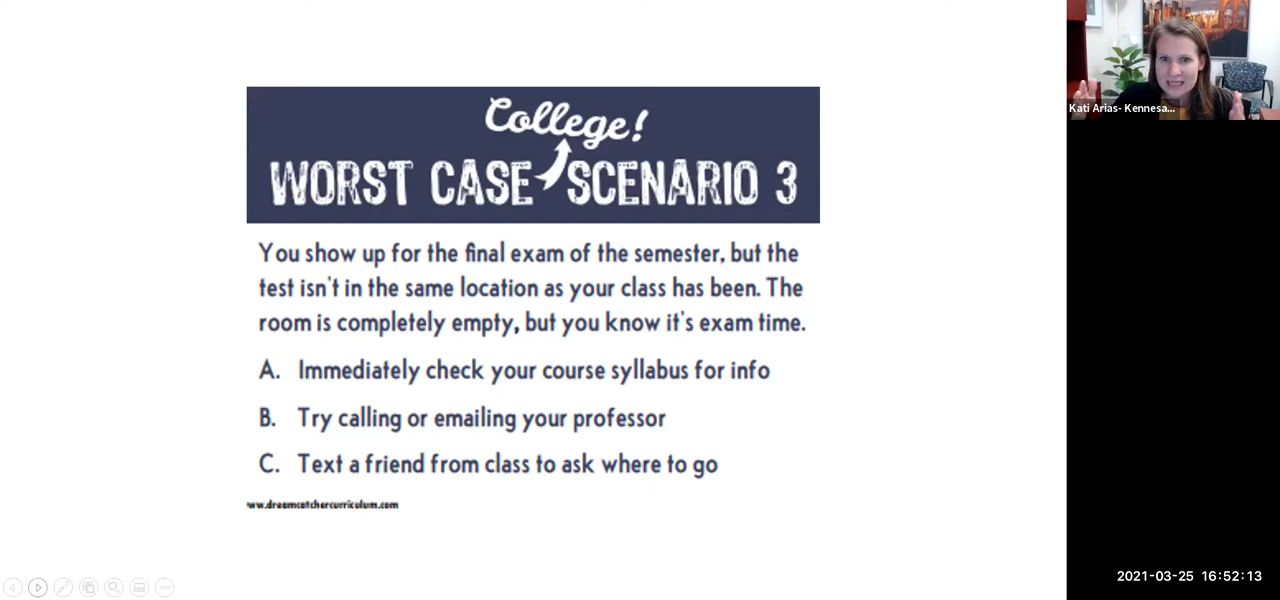 College!
WORST CASE SCENARIO 3
You show up for the final exam of the semester, but the
test isn't in the same location as your class has been. The
room is completely empty, but you know it's exam time.
A. Immediately check your course syllabus for info
B. Try calling or emailing your professor
C. Text a friend from class to ask where to go
ww.dreamcatchercurriculum.com
Kati Arias- Kennesa...
2021-03-25 16:52:13